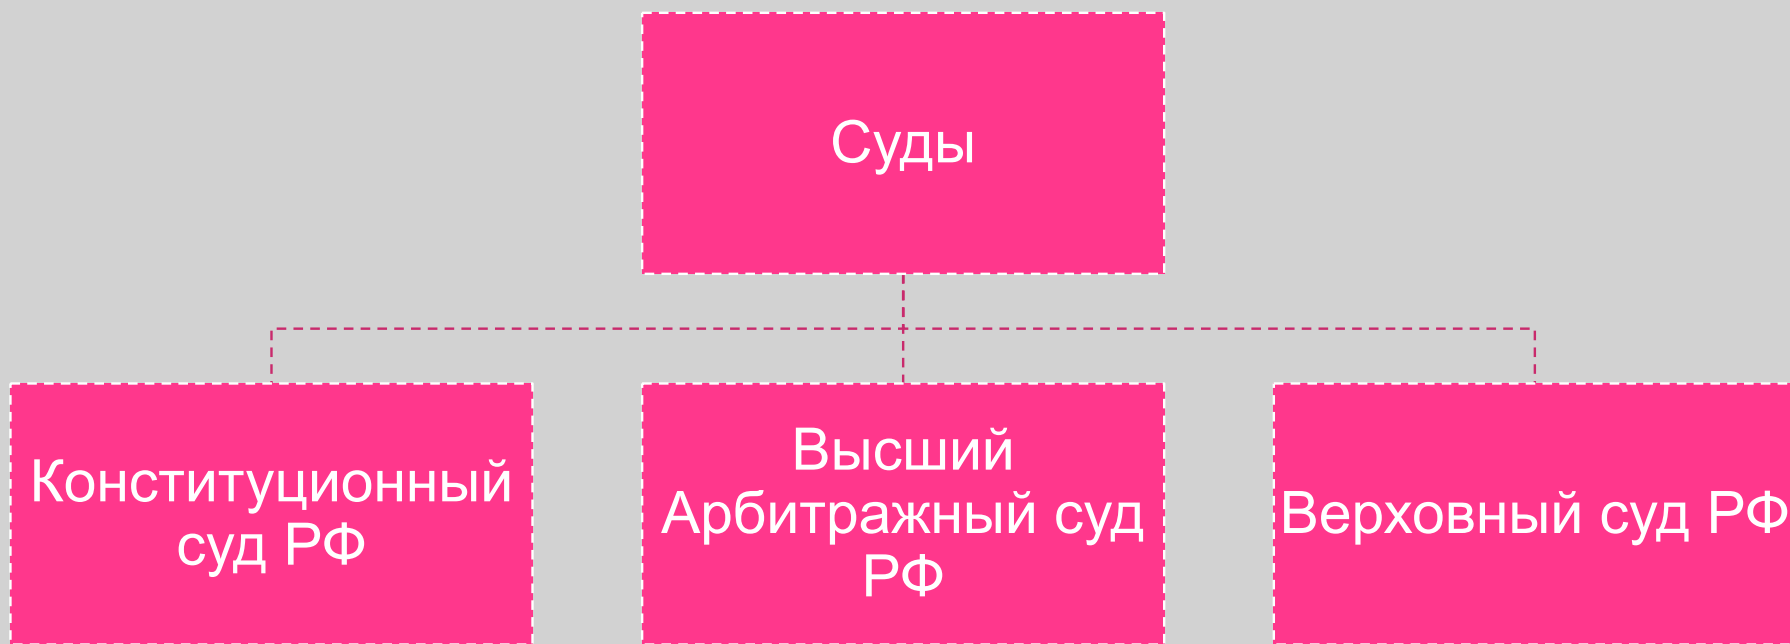 Суды
Конституционный
суд РФ
Высший
Арбитражный суд
РФ
Верховный суд РФ